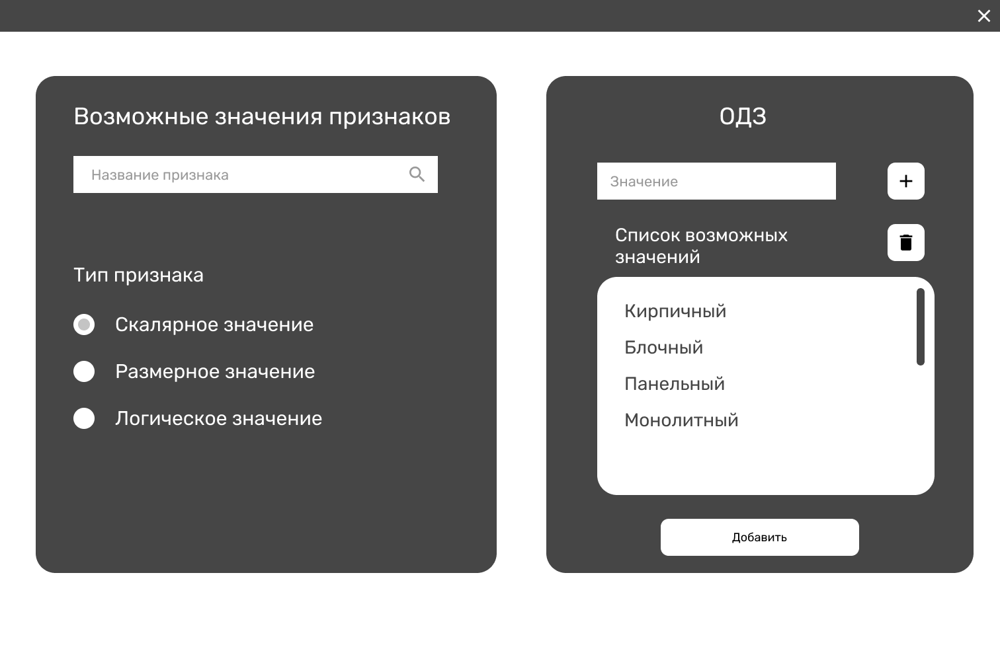 Возможные значения признаков
Название признака
Тип признака
Скалярное значение
Размерное значение
Логическое значение
ОДЗ
Значение
Список возможных
значений
Кирпичный
Блочный
Панельный
Монолитный
Добавить